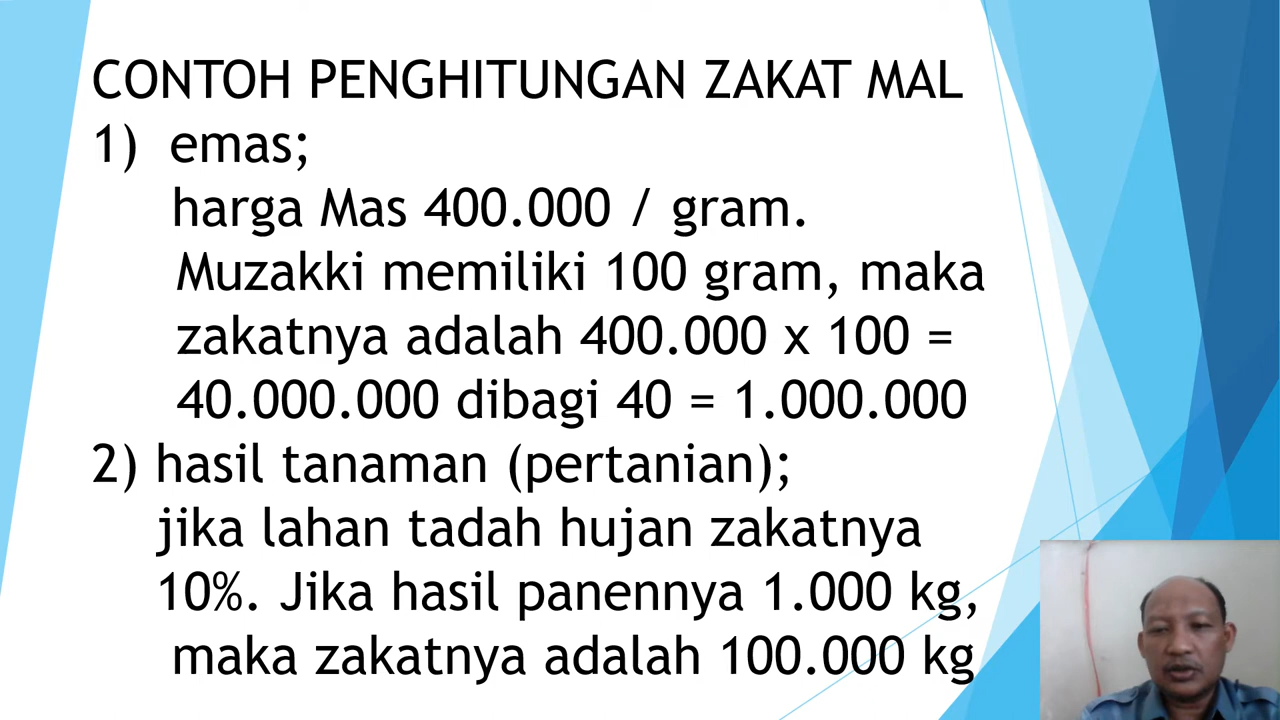 CONTOH PENGHITUNGAN ZAKAT MAL
1) emas;
harga Mas 400.000 / gram.
Muzakki memiliki 100 gram, maka
zakatnya adalah 400.000 x 100 =
40.000.000 dibagi 40 = 1.000.000
2) hasil tanaman (pertanian);
jika lahan tadah hujan zakatnya
10%. Jika hasil panennya 1.000 kg,
maka zakatnya adalah 100.000 kg